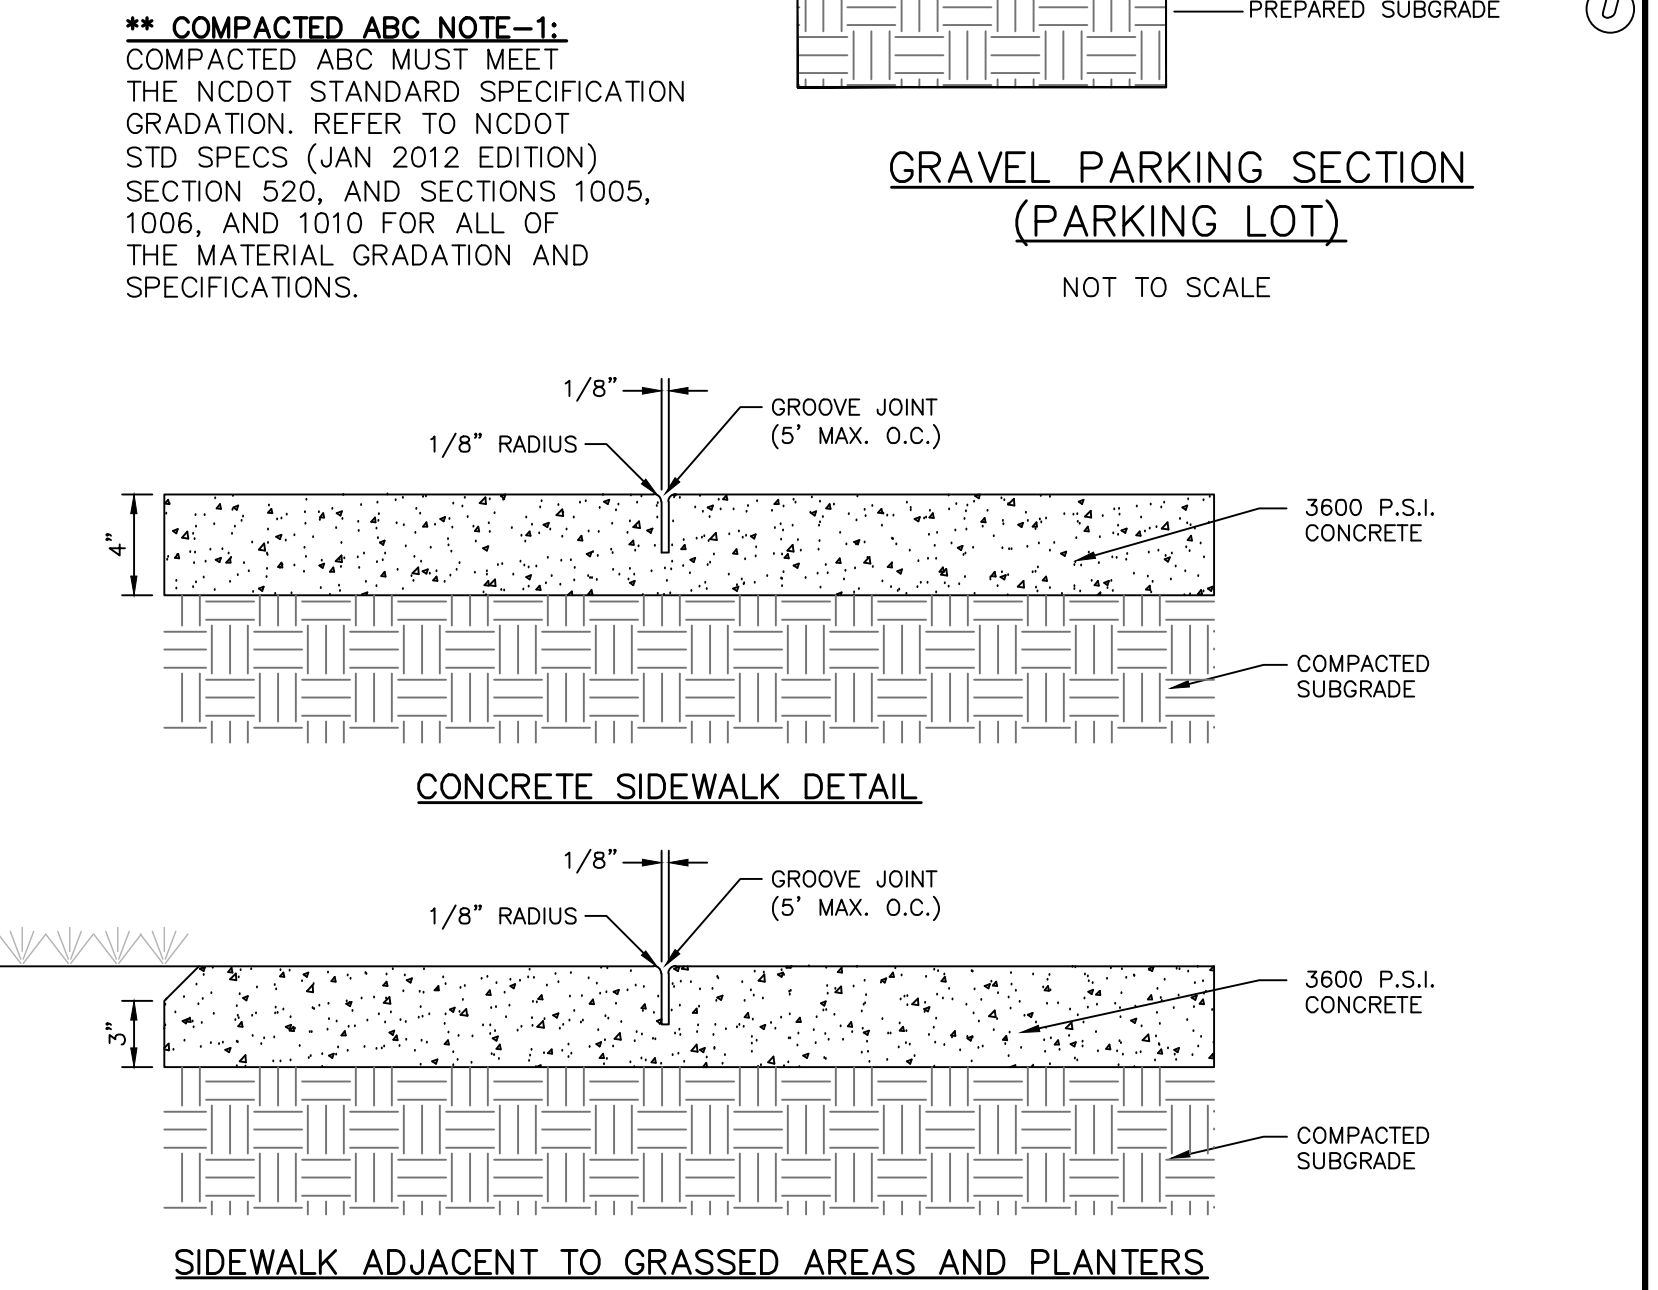 ** COMPACTED ABC NOTE-1:
COMPACTED ABC MUST MEET
THE NCDOT STANDARD SPECIFICATION
GRADATION. REFER TO NCDOT
STD SPECS (JAN 2012 EDITION)
SECTION 520, AND SECTIONS 1005,
1006, AND 1010 FOR ALL OF
THE MATERIAL GRADATION AND
SPECIFICATIONS.
PREPARED SUBGRADE
GRAVEL PARKING SECTION
(PARKING LOT)
NOT TO SCALE
1/8"
GROOVE JOINT
(5' MAX. O.C.)
1/8" RADIUS
3600 P.S.I.
CONCRETE
4"
COMPACTED
SUBGRADE
CONCRETE SIDEWALK DETAIL
1/8"
GROOVE JOINT
(5' MAX. O.C.)
1/8" RADIUS
3600 P.S.I.
CONCRETE
3"
COMPACTED
SUBGRADE
SIDEWALK ADJACENT TO GRASSED AREAS AND PLANTERS